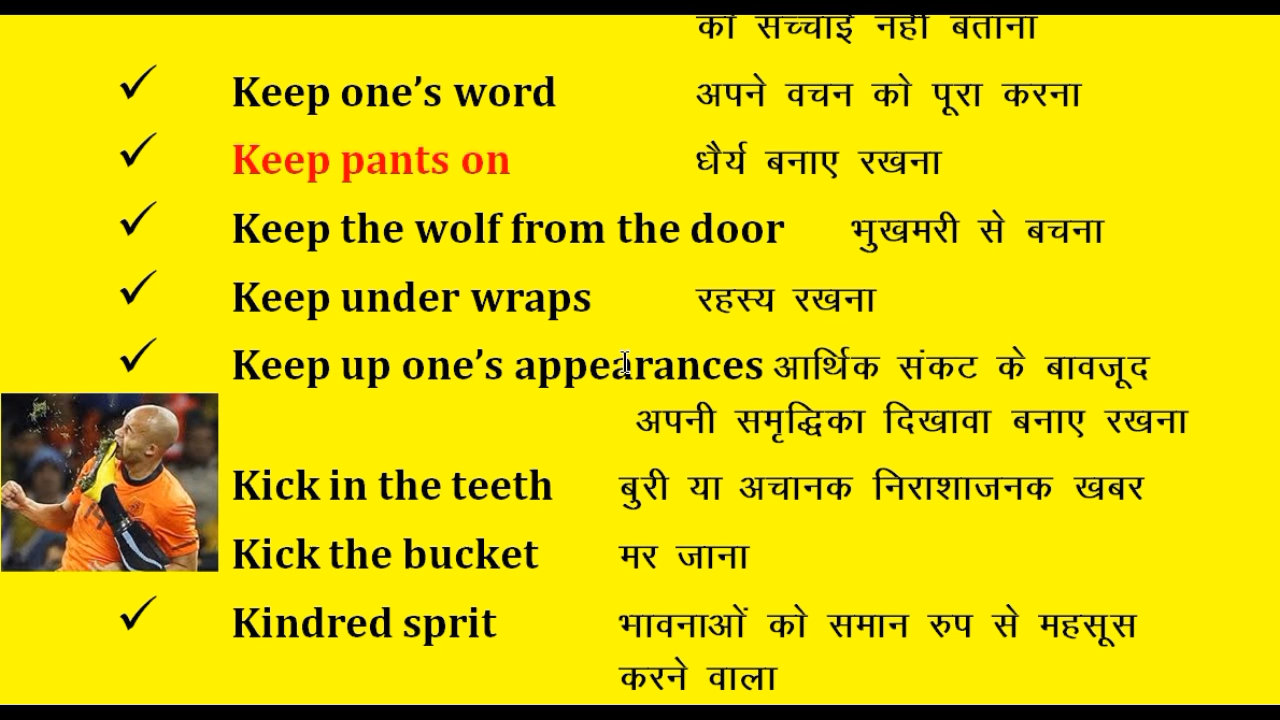 को सच्चाई नहीं बताना
✓ Keep one’s word अपने वचन को पूरा करना
✓ Keep pants on धैर्य बनाए रखना
✓ Keep the wolf from the door भुखमरी से बचना
✓ Keep under wraps रहस्य रखना
✓ Keep up one’s appearances आर्थिक संकट के बावजूद
अपनी समृद्धिका दिखावा बनाए रखना
Kick in the teeth बुरी या अचानक निराशाजनक खबर
Kick the bucket मर जाना
✓ Kindred sprit भावनाओं को समान रुप से महसूस
करने वाला